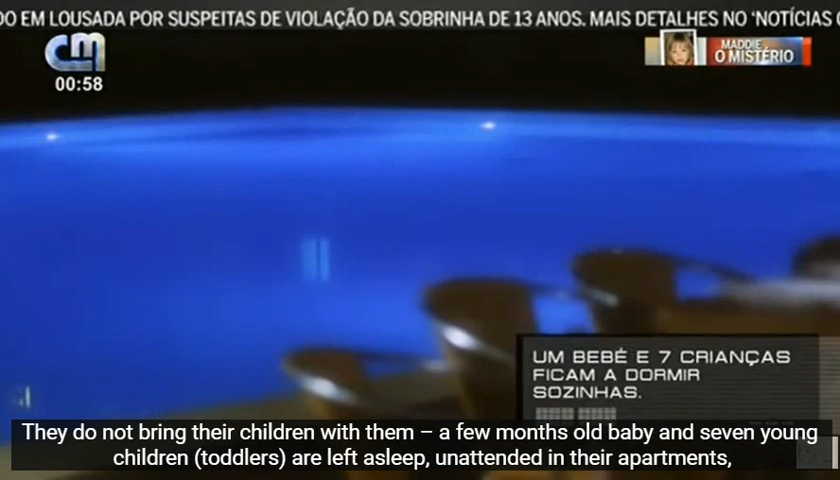 DO EM LOUSADA POR SUSPEITAS DE VIOLAÇÃO DA SOBRINHA DE 13 ANOS. MAIS DETALHES NO 'NOTÍCIAS
cm
00:58
MADDIE
O MISTÉRIO
UM BEBÉ E 7 CRIANÇAS
FICAM A DORMIR
SOZINHAS.
They do not bring their children with them – a few months old baby and seven young
children (toddlers) are left asleep, unattended in their apartments,